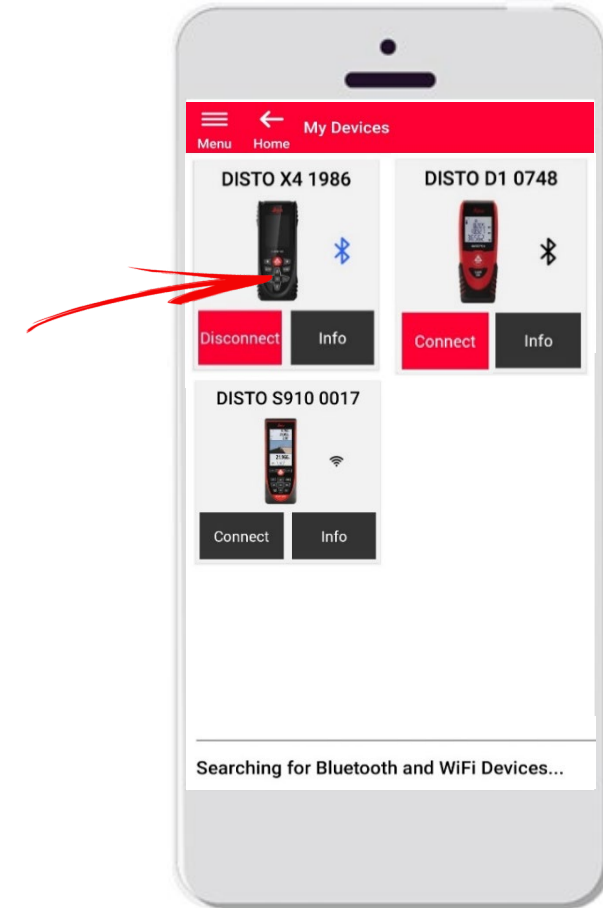 My Devices
Menu Home
DISTO X4 1986
DISTO D1 0748
Disconnect Info
Connect Info
DISTO S910 0017
Connect Info
Searching for Bluetooth and WiFi Devices...